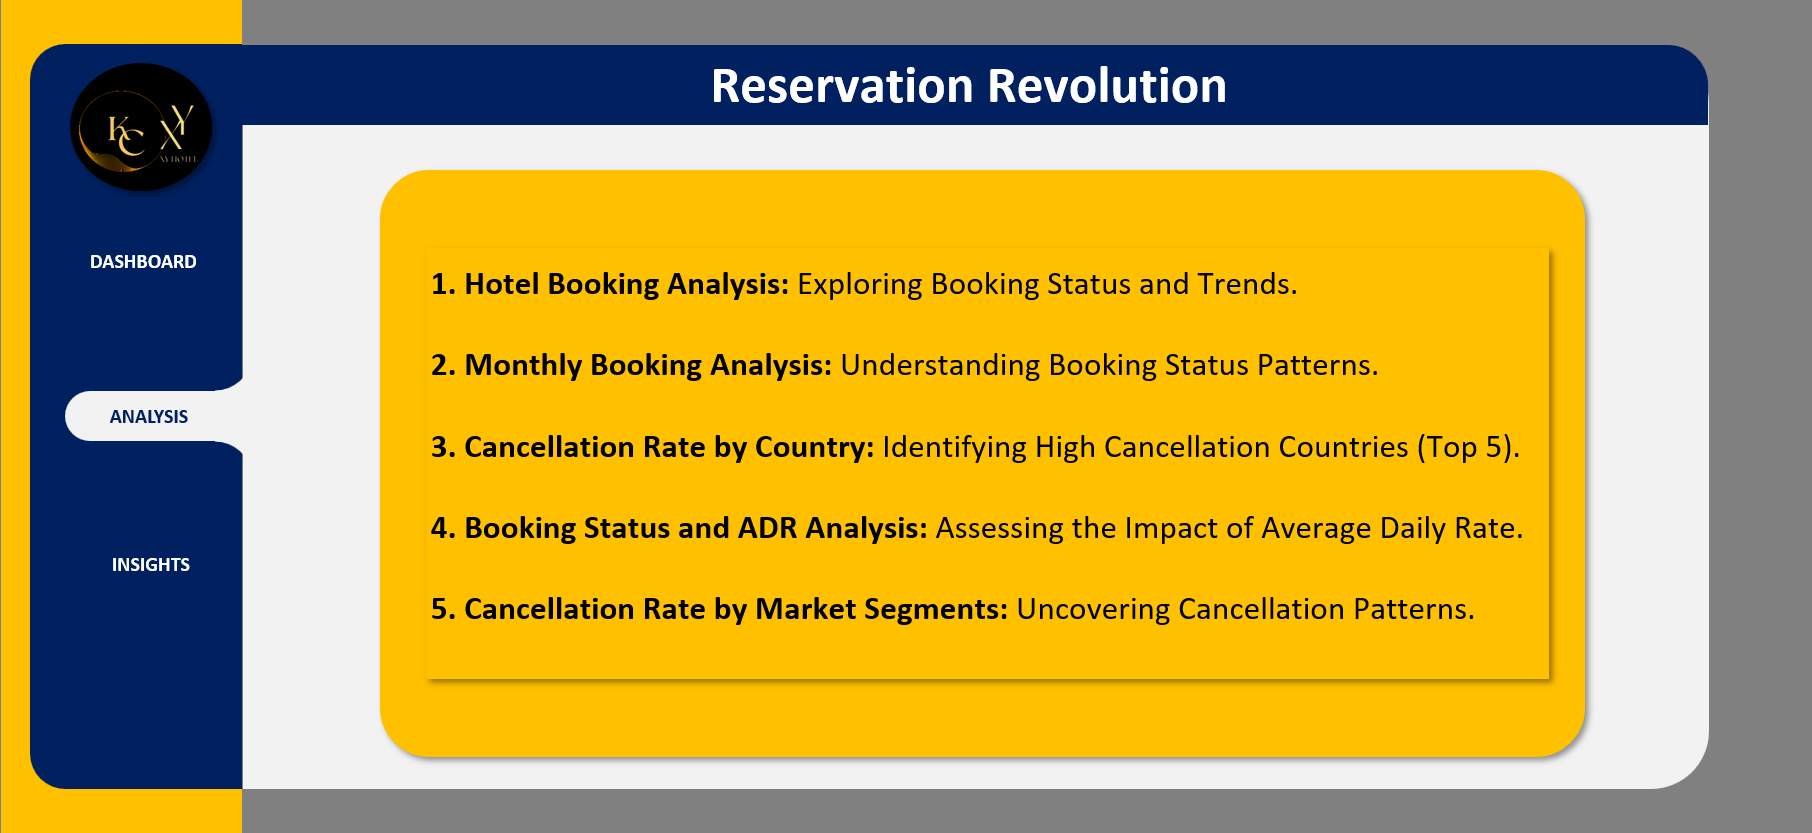 Reservation Revolution
KC XY
XY HOTEL
DASHBOARD
ANALYSIS
INSIGHTS
1. Hotel Booking Analysis: Exploring Booking Status and Trends.
2. Monthly Booking Analysis: Understanding Booking Status Patterns.
3. Cancellation Rate by Country: Identifying High Cancellation Countries (Top 5).
4. Booking Status and ADR Analysis: Assessing the Impact of Average Daily Rate.
5. Cancellation Rate by Market Segments: Uncovering Cancellation Patterns.